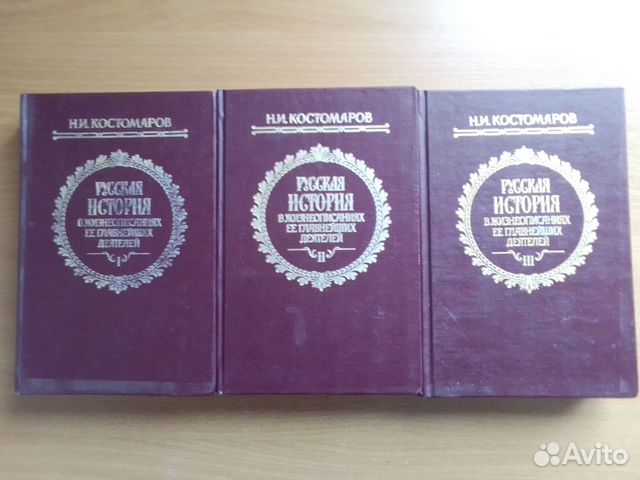 Н.И. КОСТОМАРОВ
РУССКАЯ
ИСТОРИЯ
В ЖИЗНЕОПИСАНИЯХ
ЕЕ ГЛАВНЕЙШИХ
ДЕЯТЕЛЕЙ
I
Н.И. КОСТОМАРОВ
РУССКАЯ
ИСТОРИЯ
В ЖИЗНЕОПИСАНИЯХ
ЕЕ ГЛАВНЕЙШИХ
ДЕЯТЕЛЕЙ
II
Н.И. КОСТОМАРОВ
РУССКАЯ
ИСТОРИЯ
В ЖИЗНЕОПИСАНИЯХ
ЕЕ ГЛАВНЕЙШИХ
ДЕЯТЕЛЕЙ
III
Avito